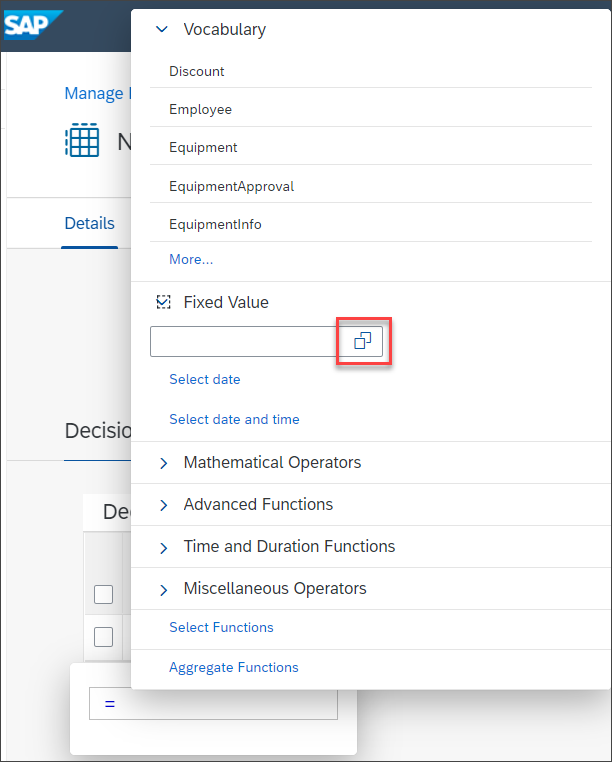 SAP
Vocabulary
Discount
Manage
Employee
N
Equipment
EquipmentApproval
Details
EquipmentInfo
More...
Fixed Value
Select date
Select date and time
Decisio
Mathematical Operators
Advanced Functions
De
Time and Duration Functions
Miscellaneous Operators
Select Functions
Aggregate Functions
=